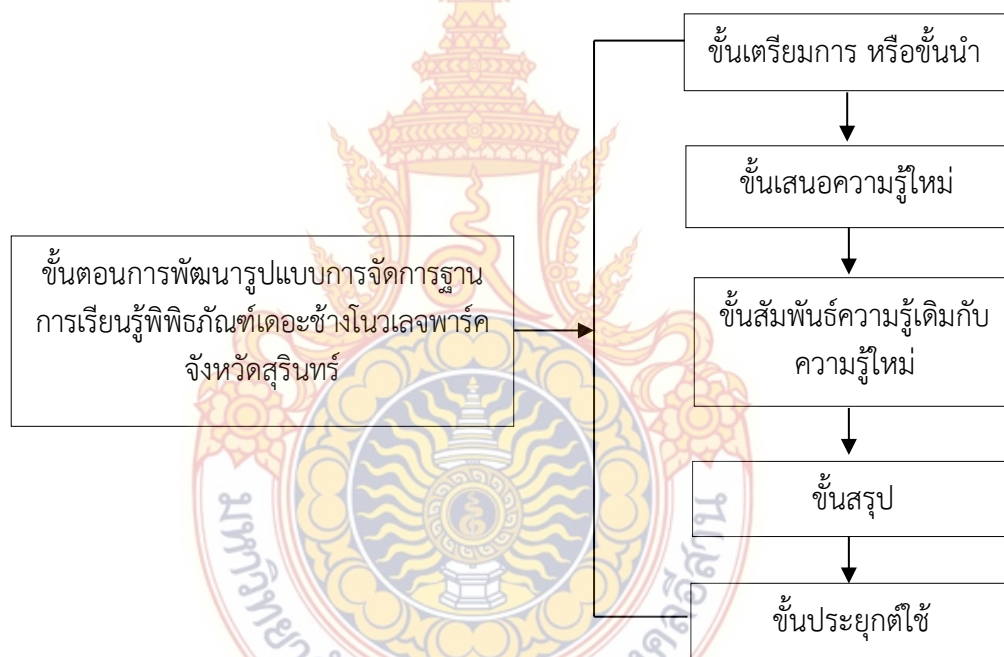 ขั้นเตรียมการ หรือขั้นนำ
ขั้นเสนอความรู้ใหม่
ขั้นตอนการพัฒนารูปแบบการจัดการฐาน
การเรียนรู้พิพิธภัณฑ์เดอะช้างโนวเลจพาร์ค
จังหวัดสุรินทร์
ขั้นสัมพันธ์ความรู้เดิมกับ
ความรู้ใหม่
ขั้นสรุป
ขั้นประยุกต์ใช้